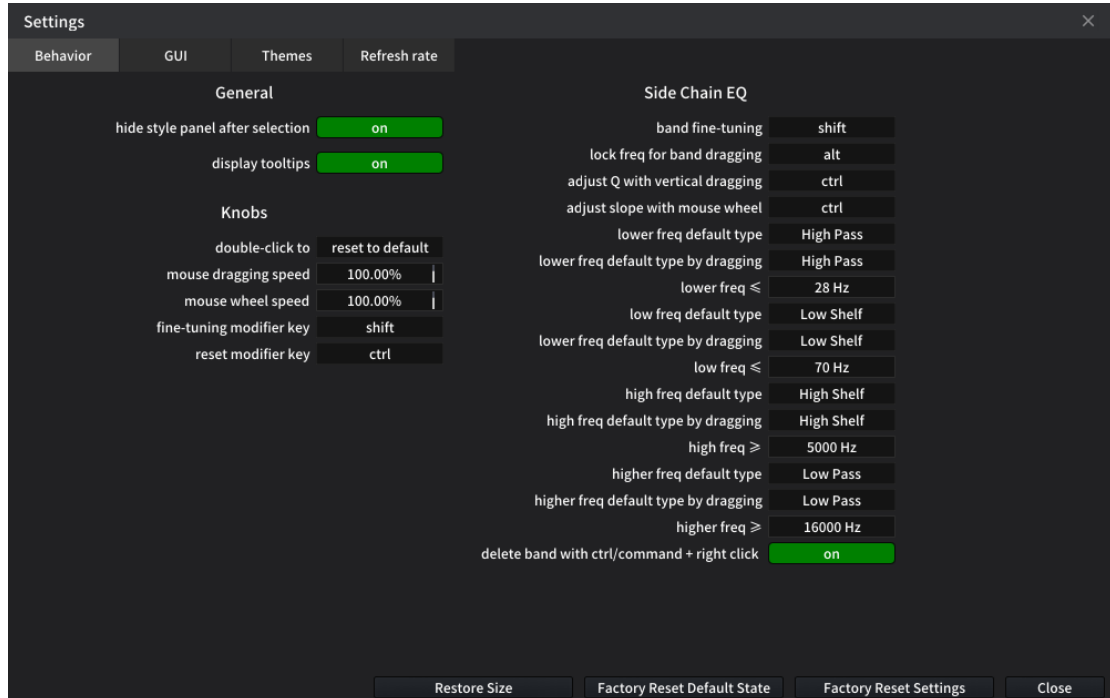 Settings
Behavior GUI Themes Refresh rate
General
hide style panel after selection on
display tooltips on
Knobs
double-click to reset to default
mouse dragging speed 100.00%
mouse wheel speed 100.00%
fine-tuning modifier key shift
reset modifier key ctrl
Side Chain EQ
band fine-tuning shift
lock freq for band dragging alt
adjust Q with vertical dragging ctrl
adjust slope with mouse wheel ctrl
lower freq default type High Pass
lower freq default type by dragging High Pass
lower freq ⩽ 28 Hz
low freq default type Low Shelf
lower freq default type by dragging Low Shelf
low freq ⩽ 70 Hz
high freq default type High Shelf
high freq default type by dragging High Shelf
high freq ⩾ 5000 Hz
higher freq default type Low Pass
higher freq default type by dragging Low Pass
higher freq ⩾ 16000 Hz
delete band with ctrl/command + right click on
Restore Size Factory Reset Default State Factory Reset Settings Close